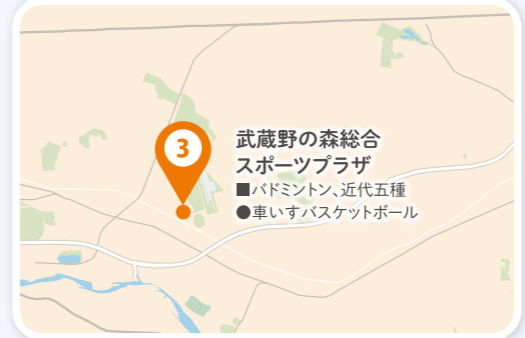 3
武蔵野の森総合
スポーツプラザ
■バドミントン、近代五種
●車いすバスケットボール